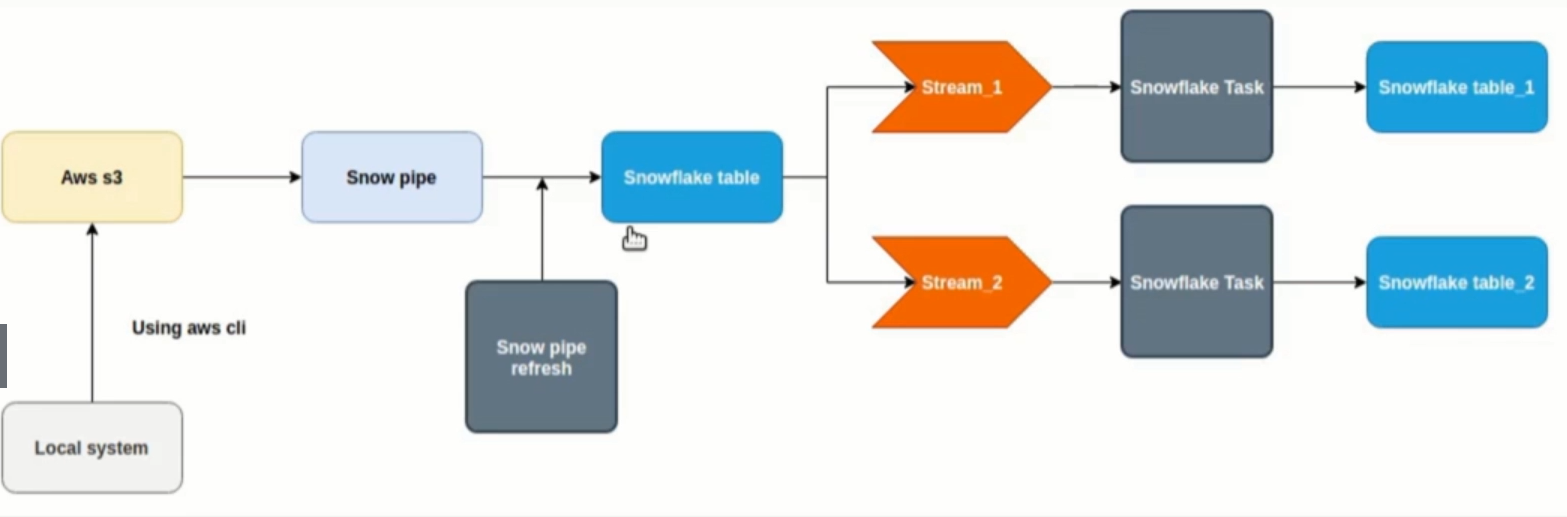 Stream_1
Snowflake Task
Snowflake table_1
Aws s3
Snow pipe
Snowflake table
Stream_2
Snowflake Task
Snowflake table_2
Using aws cli
Snow pipe
refresh
Local system